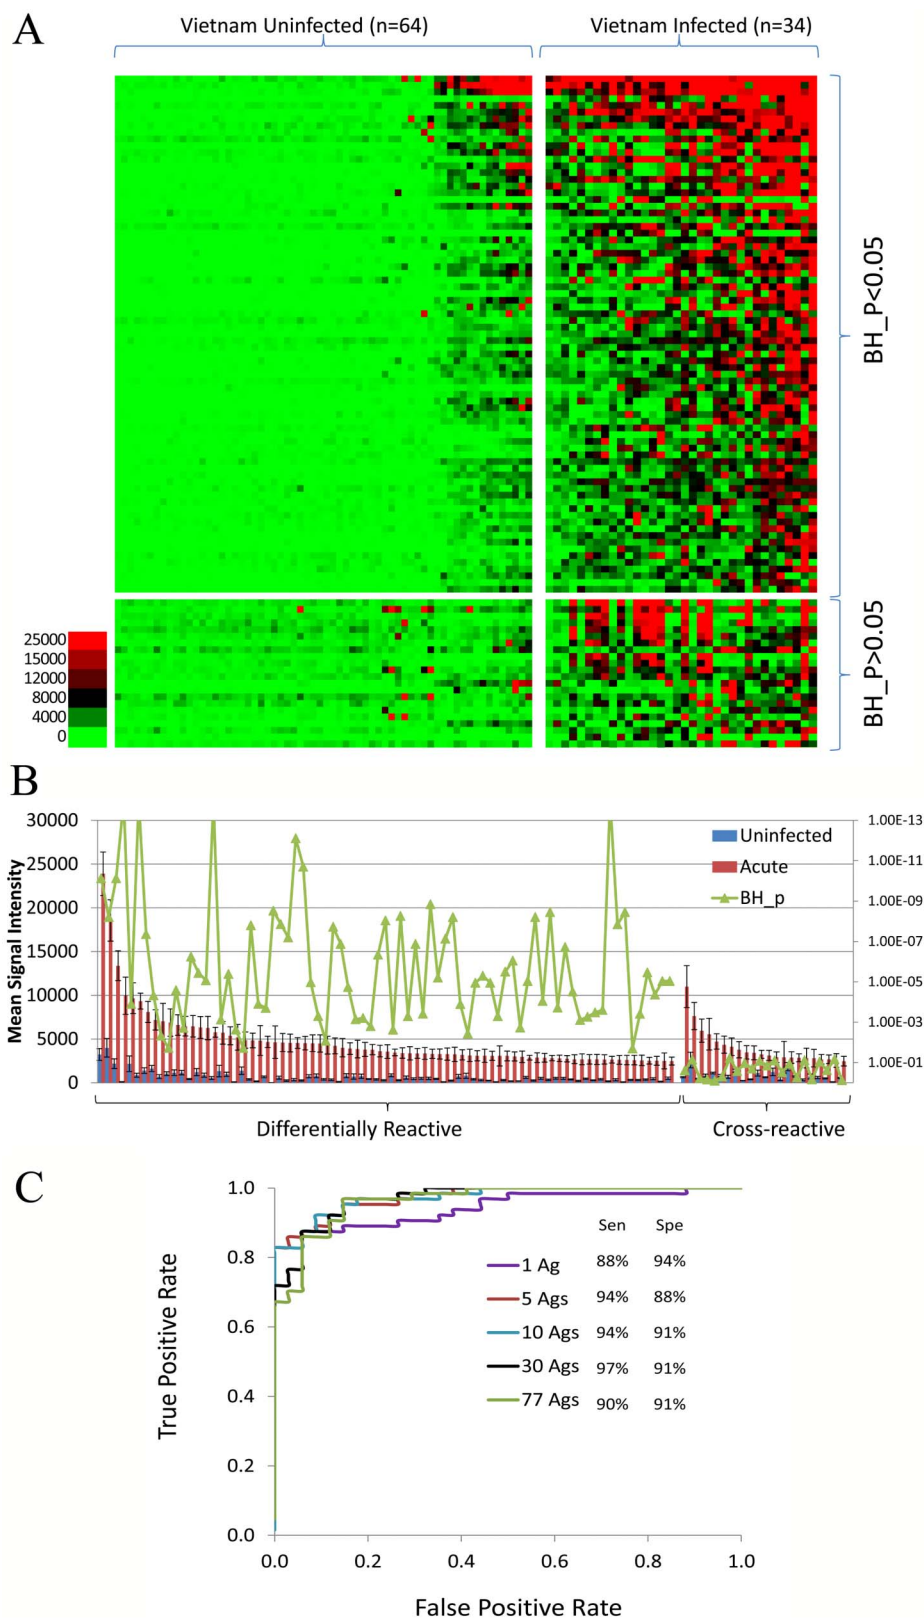 A
Vietnam Uninfected (n=64)
Vietnam Infected (n=34)
BH_P<0.05
BH_P>0.05
25000
15000
12000
8000
4000
0
B
30000
25000
20000
15000
10000
5000
0
Mean Signal Intensity
Uninfected
Acute
BH_p
1.00E-13
1.00E-11
1.00E-09
1.00E-07
1.00E-05
1.00E-03
1.00E-01
Differentially Reactive
Cross-reactive
C
1.0
0.8
0.6
0.4
0.2
0.0
True Positive Rate
Sen Spe
1 Ag 88% 94%
5 Ags 94% 88%
10 Ags 94% 91%
30 Ags 97% 91%
77 Ags 90% 91%
0.0 0.2 0.4 0.6 0.8 1.0
False Positive Rate